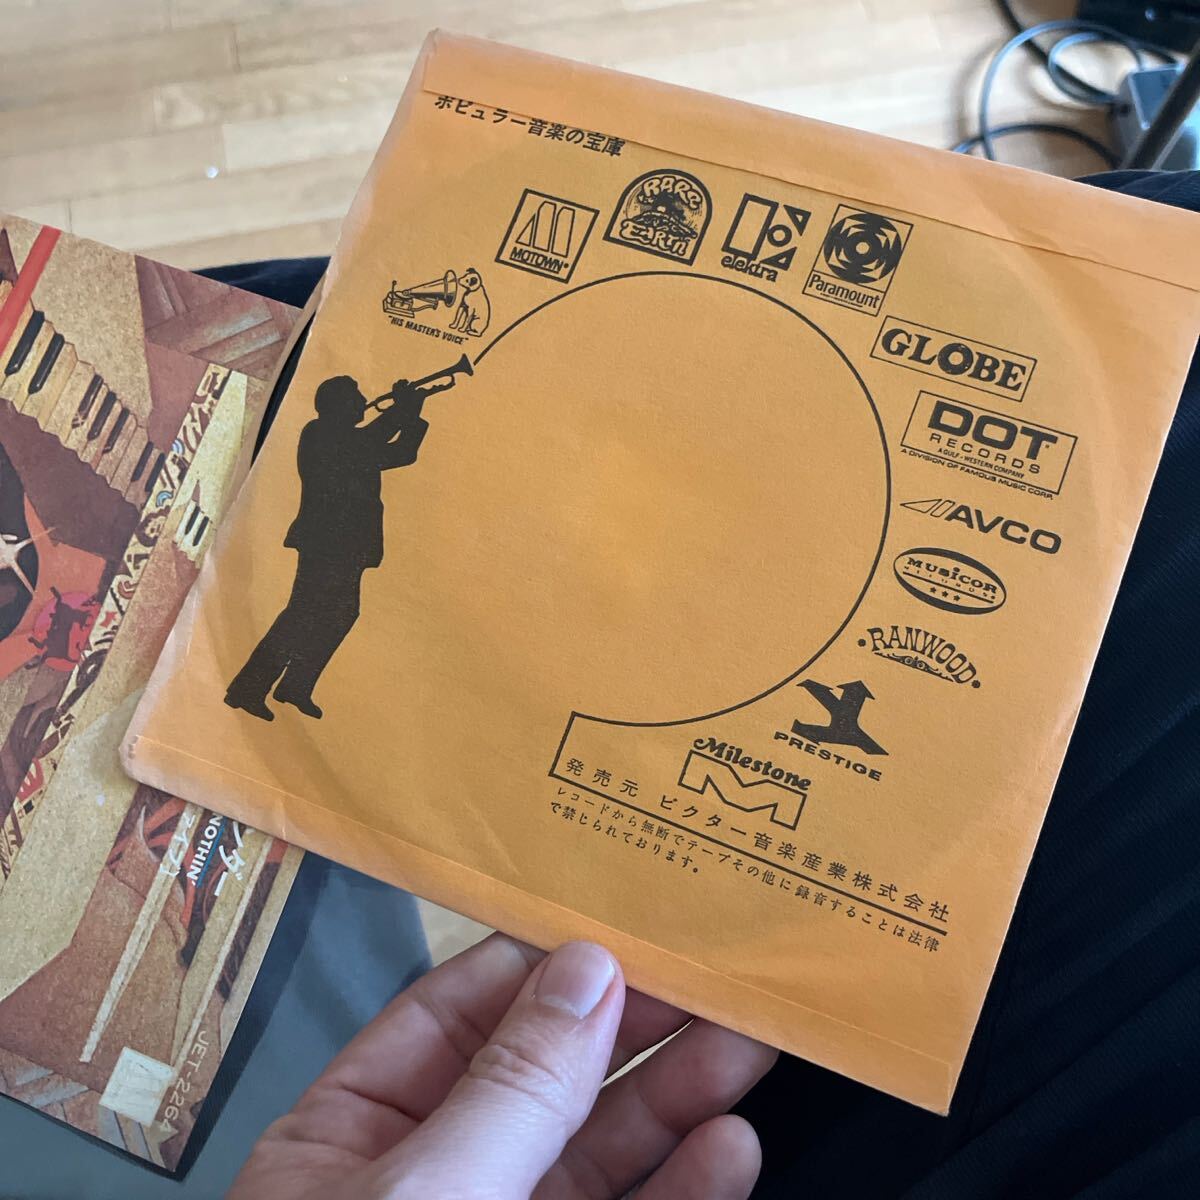 ポピュラー音楽の宝庫
"HIS MASTER'S VOICE"
MOTOWN
RARE
EARTH
elektra
Paramount
GLOBE
DOT
RECORDS
A GULF+WESTERN COMPANY
A DIVISION OF FAMOUS MUSIC CORP.
AVCO
MUSICOR
RANWOOD
PRESTIGE
Milestone
M
発売元 ビクター音楽産業株式会社
レコードから無断でテープその他に録音することは法律
で禁じられております。
ンダー
NOTHIN'
JET-2264